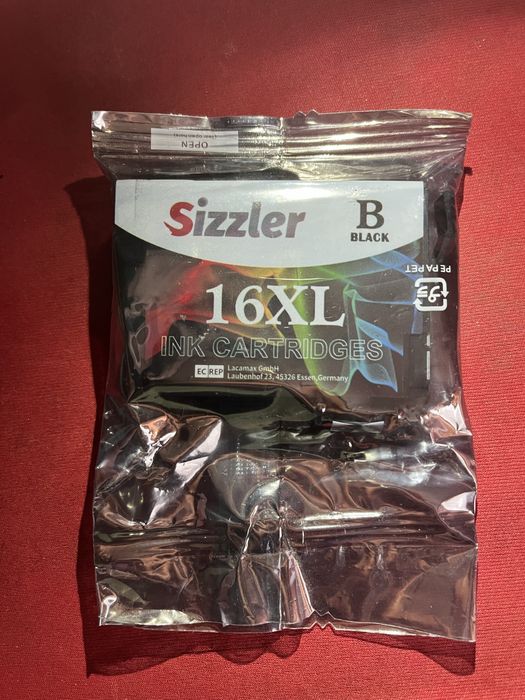 OPEN
Sizzler
B
BLACK
PE PA PET
16XL
INK CARTRIDGES
EC REP
Lacamax GmbH
Laubenhof 23, 45326 Essen,Germany